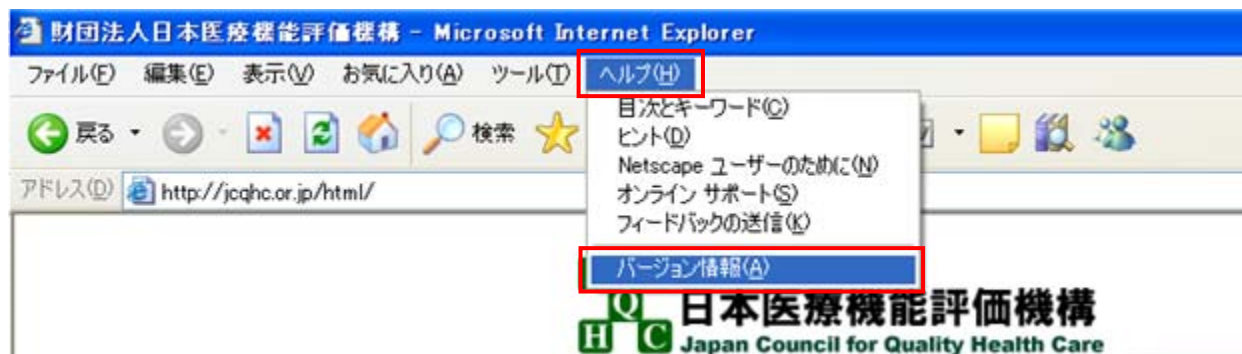 財団法人日本医療機能評価機構 - Microsoft Internet Explorer
ファイル(F) 編集(E) 表示(V) お気に入り(A) ツール(T) ヘルプ(H)
目次とキーワード(C)
戻る 検索
ヒント(D)
Netscape ユーザーのために(N)
アドレス(D) http://jcqhc.or.jp/html/
オンライン サポート(S)
フィードバックの送信(K)
バージョン情報(A)
Q H C
日本医療機能評価機構
Japan Council for Quality Health Care